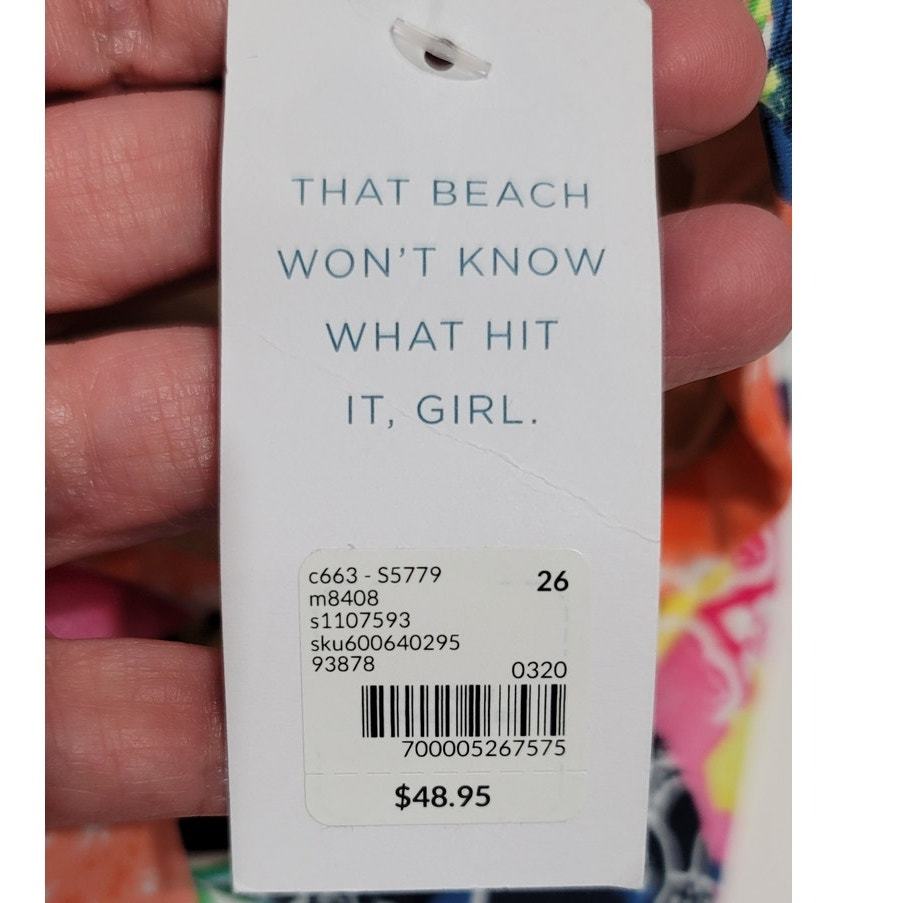 THAT BEACH
WON'T KNOW
WHAT HIT
IT, GIRL.
c663 - S5779 26
m8408
s1107593
sku600640295
93878 0320
700005267575
$48.95